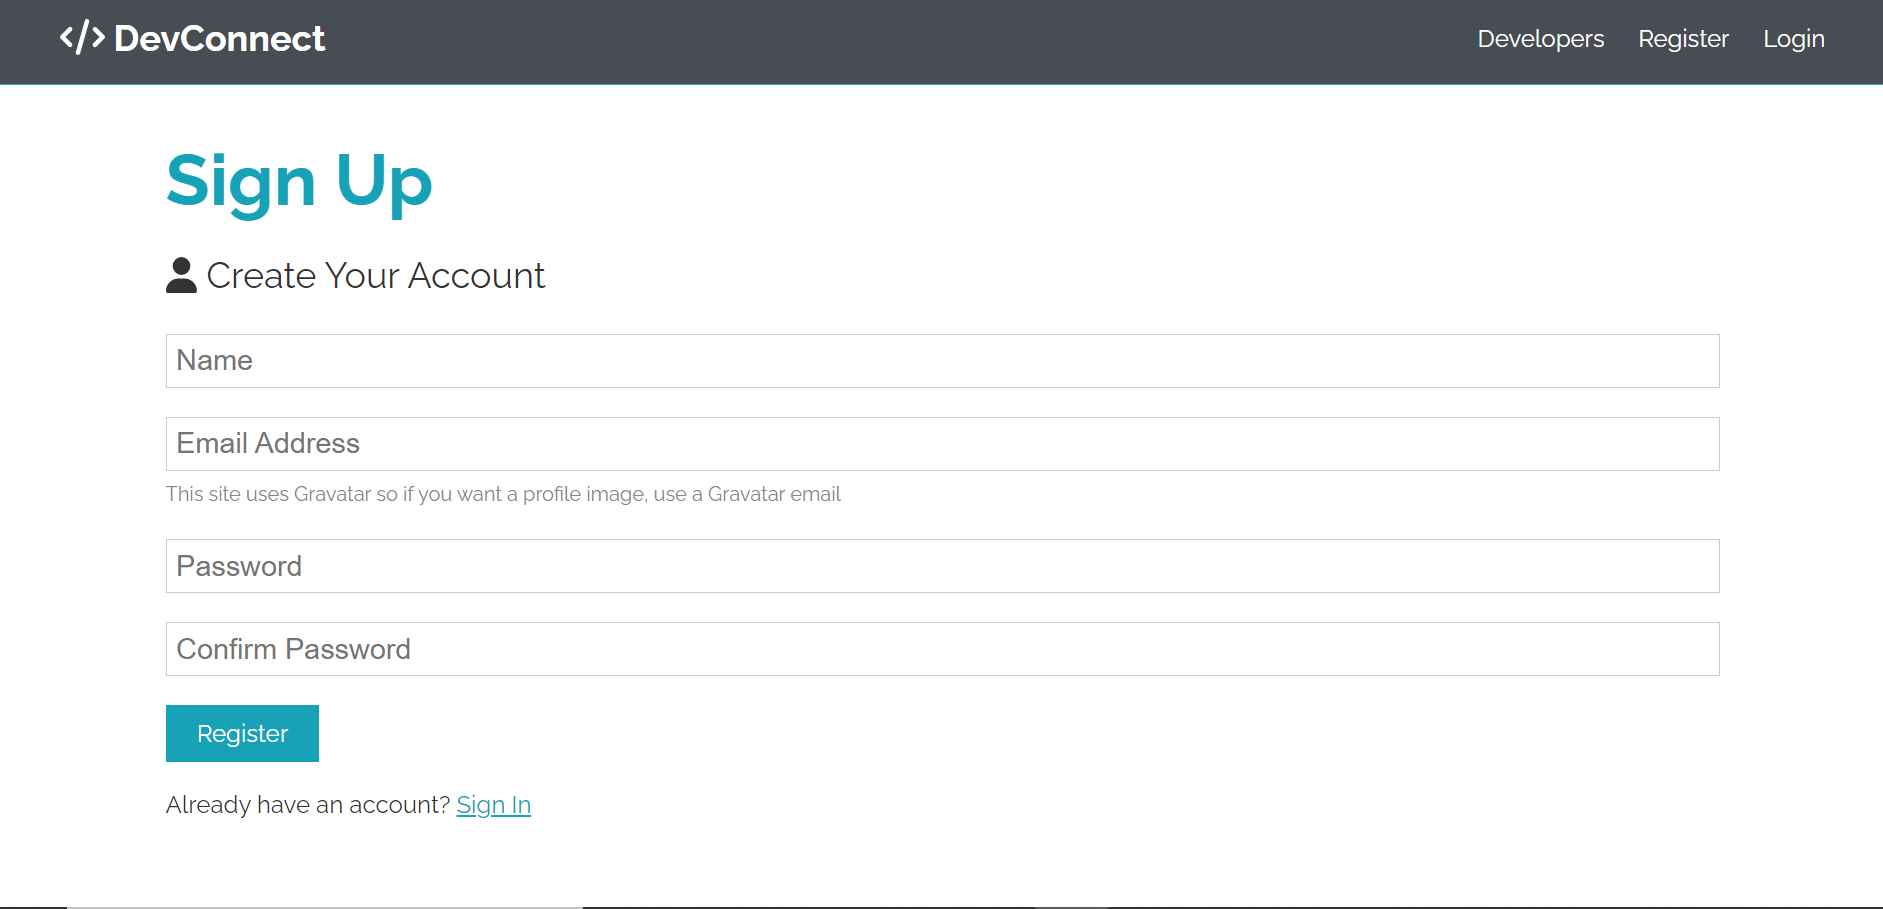 </> DevConnect Developers Register Login
Sign Up
Create Your Account
Name
Email Address
This site uses Gravatar so if you want a profile image, use a Gravatar email
Password
Confirm Password
Register
Already have an account? Sign In